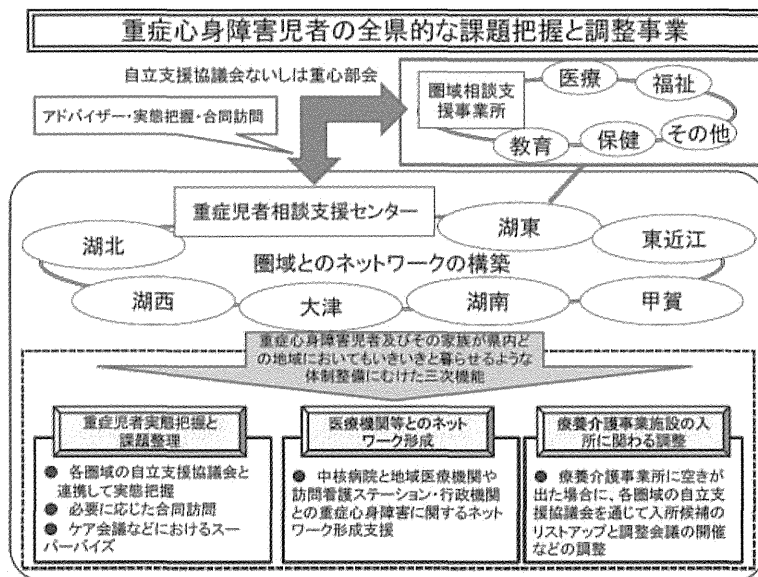 重症心身障害児者の全県的な課題把握と調整事業
自立支援協議会ないしは重心部会
アドバイザー・実態把握・合同訪問
圏域相談支
援事業所
医療
福祉
教育
保健
その他
重症児者相談支援センター
湖北
湖東
東近江
圏域とのネットワークの構築
湖西
大津
湖南
甲賀
重症心身障害児者及びその家族が県内ど
の地域においてもいきいきと暮らせるような
体制整備にむけた三次機能
重症児者実態把握と
課題整理
● 各圏域の自立支援協議会と
連携して実態把握
● 必要に応じた合同訪問
● ケア会議などにおけるスー
パーバイズ
医療機関等とのネット
ワーク形成
● 中核病院と地域医療機関や
訪問看護ステーション・行政機関
との重症心身障害に関するネット
ワーク形成支援
療養介護事業施設の入
所に関わる調整
● 療養介護事業所に空きが
出た場合に、各圏域の自立支
援協議会を通じて入所候補の
リストアップと調整会議の開催
などの調整